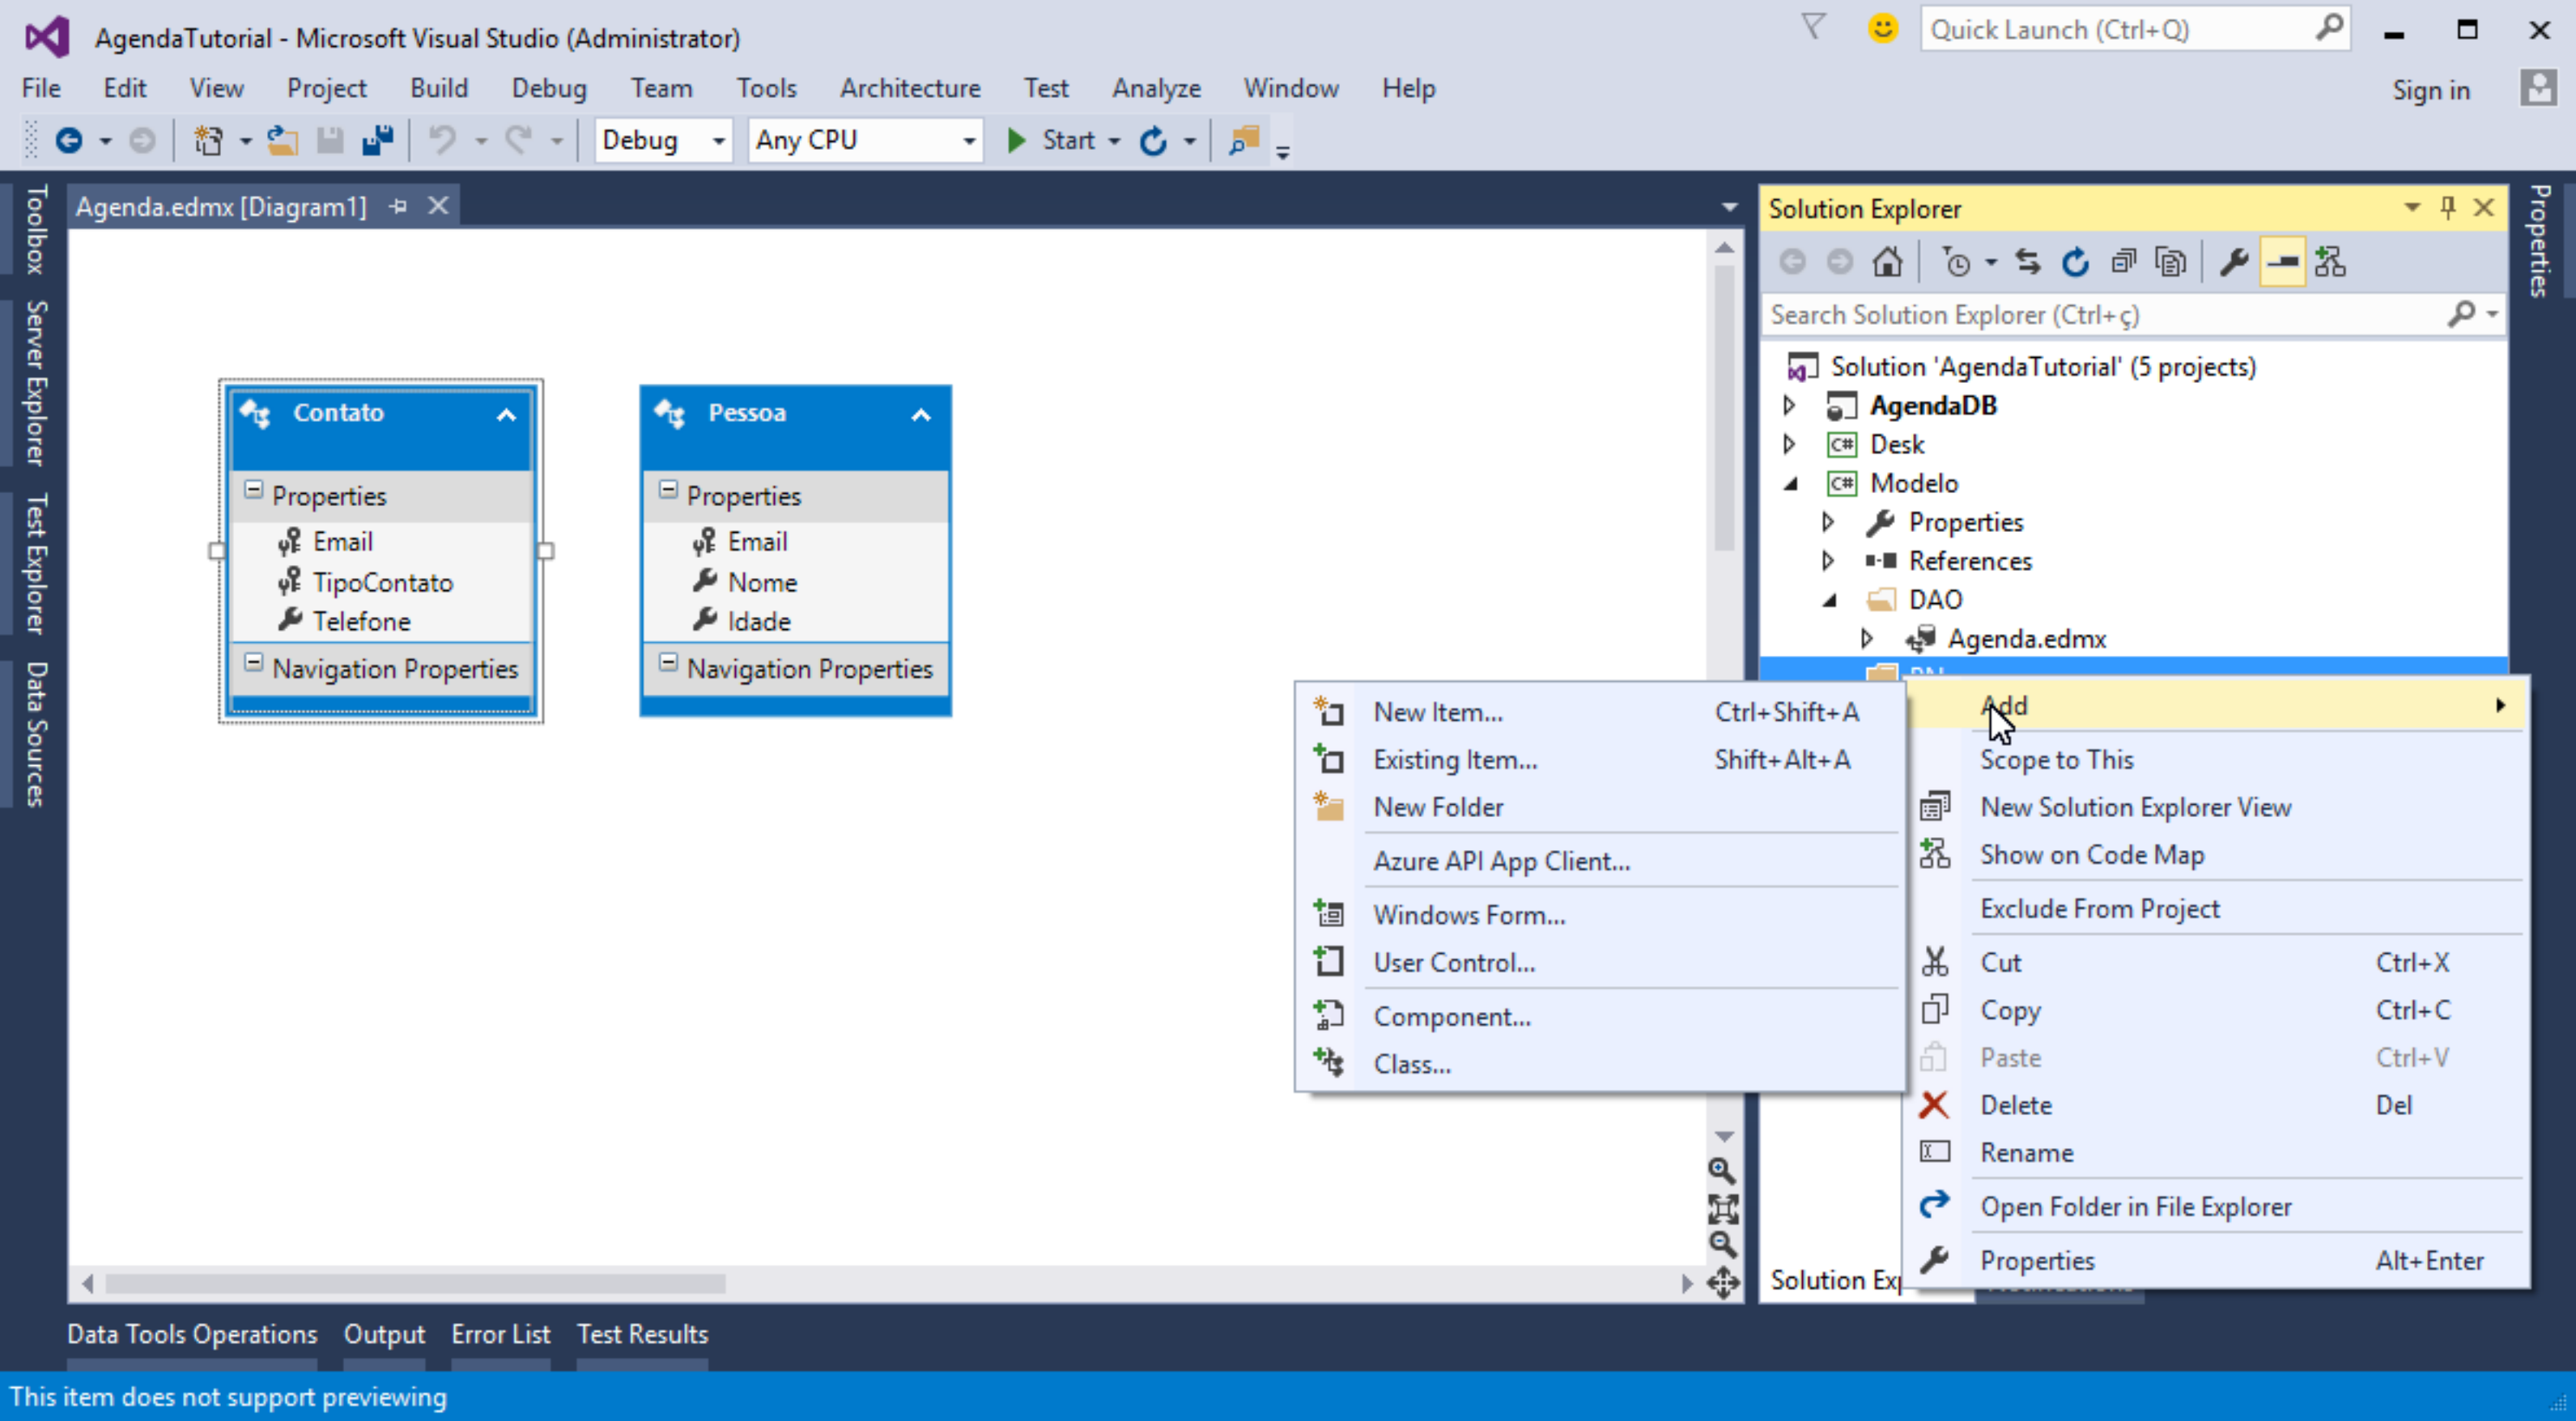 AgendaTutorial - Microsoft Visual Studio (Administrator)
Quick Launch (Ctrl+Q)
File Edit View Project Build Debug Team Tools Architecture Test Analyze Window Help
Sign in
Debug Any CPU Start
Toolbox
Server Explorer
Test Explorer
Data Sources
Agenda.edmx [Diagram1]
Contato
Properties
Email
TipoContato
Telefone
Navigation Properties
Pessoa
Properties
Email
Nome
Idade
Navigation Properties
Solution Explorer
Search Solution Explorer (Ctrl+ç)
Solution 'AgendaTutorial' (5 projects)
AgendaDB
C# Desk
C# Modelo
Properties
References
DAO
Agenda.edmx
Properties
New Item... Ctrl+Shift+A
Existing Item... Shift+Alt+A
New Folder
Azure API App Client...
Windows Form...
User Control...
Component...
Class...
Add
Scope to This
New Solution Explorer View
Show on Code Map
Exclude From Project
Cut Ctrl+X
Copy Ctrl+C
Paste Ctrl+V
Delete Del
Rename
Open Folder in File Explorer
Properties Alt+Enter
Solution Exp
Data Tools Operations Output Error List Test Results
This item does not support previewing